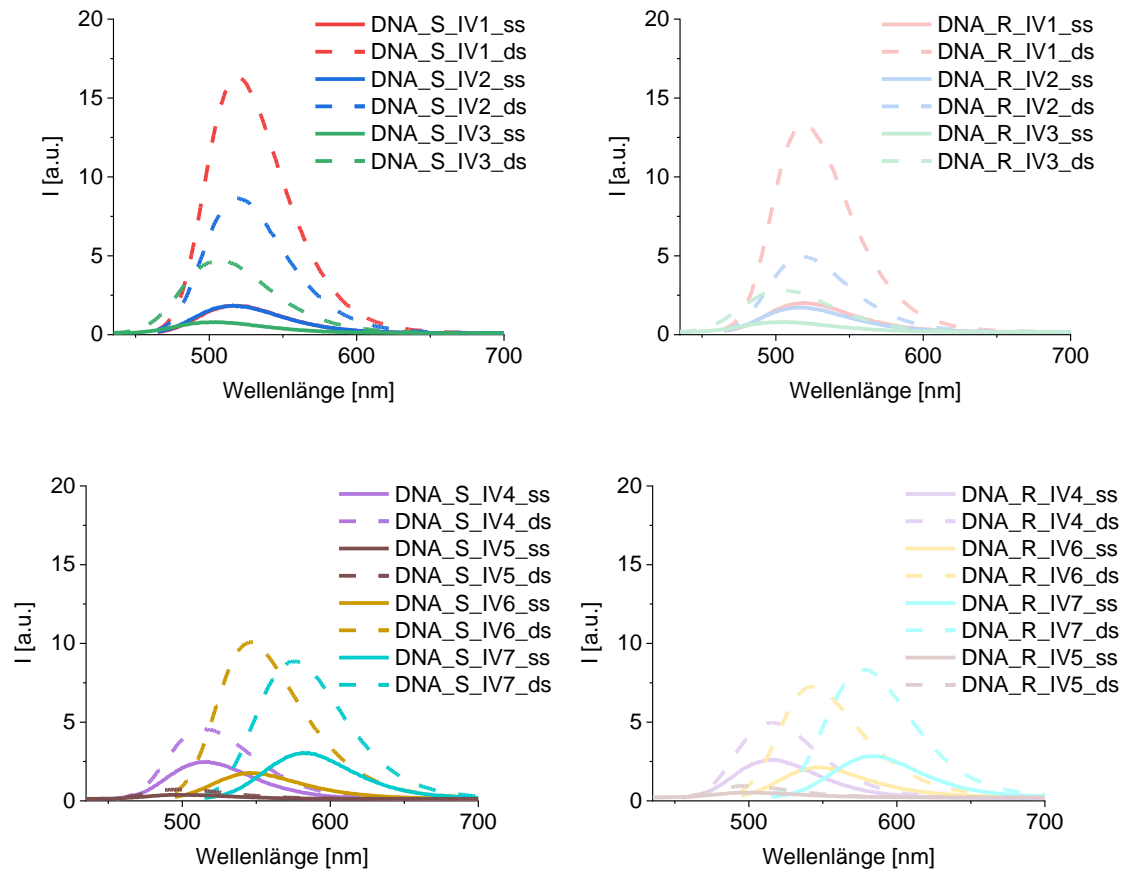 20
15
10
5
0
I [a.u.]
500
600
700
Wellenlänge [nm]
DNA_S_IV1_ss
DNA_S_IV1_ds
DNA_S_IV2_ss
DNA_S_IV2_ds
DNA_S_IV3_ss
DNA_S_IV3_ds
20
15
10
5
0
I [a.u.]
500
600
700
Wellenlänge [nm]
DNA_R_IV1_ss
DNA_R_IV1_ds
DNA_R_IV2_ss
DNA_R_IV2_ds
DNA_R_IV3_ss
DNA_R_IV3_ds
20
15
10
5
0
I [a.u.]
500
600
700
Wellenlänge [nm]
DNA_S_IV4_ss
DNA_S_IV4_ds
DNA_S_IV5_ss
DNA_S_IV5_ds
DNA_S_IV6_ss
DNA_S_IV6_ds
DNA_S_IV7_ss
DNA_S_IV7_ds
20
15
10
5
0
I [a.u.]
500
600
700
Wellenlänge [nm]
DNA_R_IV4_ss
DNA_R_IV4_ds
DNA_R_IV6_ss
DNA_R_IV6_ds
DNA_R_IV7_ss
DNA_R_IV7_ds
DNA_R_IV5_ss
DNA_R_IV5_ds